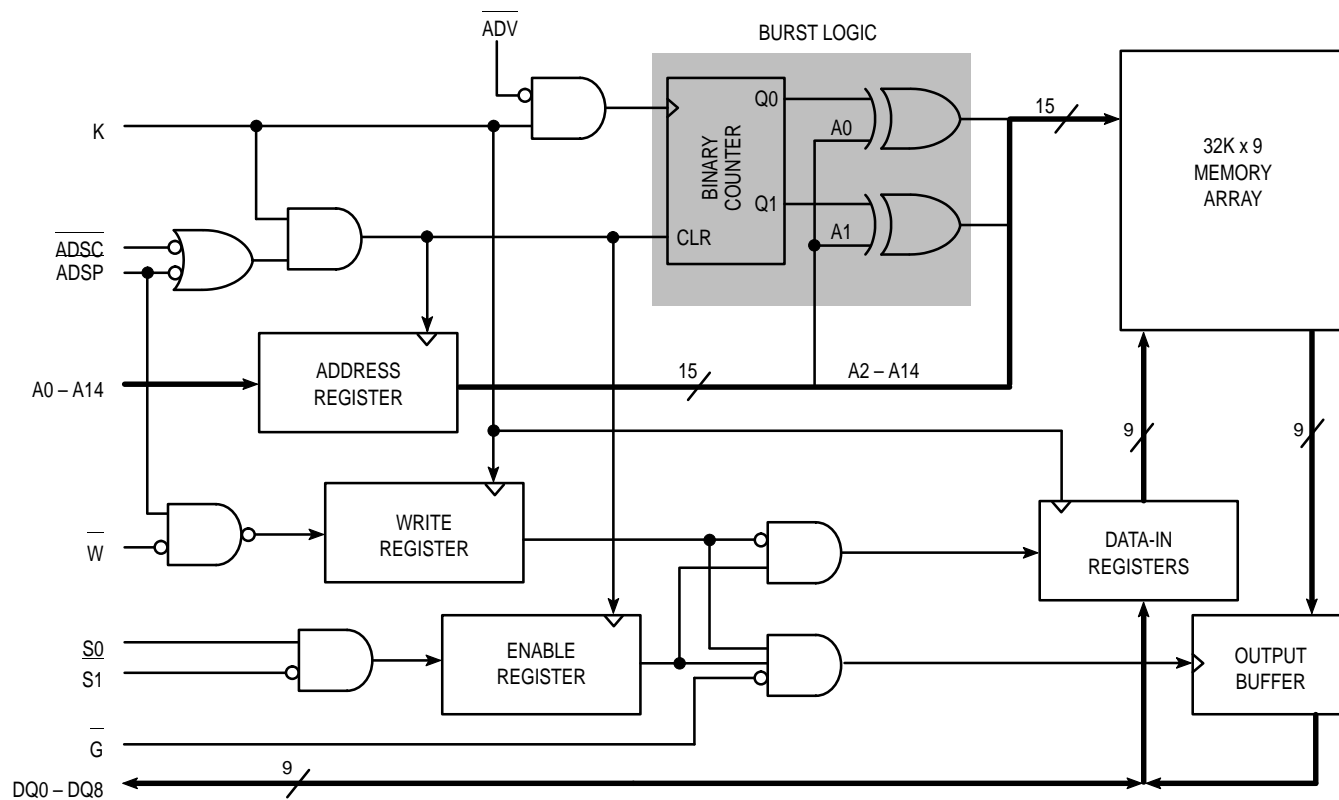 ADV
BURST LOGIC
K
BINARY
COUNTER
Q0
A0
15
32K x 9
MEMORY
ARRAY
Q1
CLR
A1
ADSC
ADSP
A0 – A14
ADDRESS
REGISTER
15
A2 – A14
9
9
W
WRITE
REGISTER
DATA-IN
REGISTERS
S0
S1
ENABLE
REGISTER
OUTPUT
BUFFER
G
DQ0 – DQ8
9